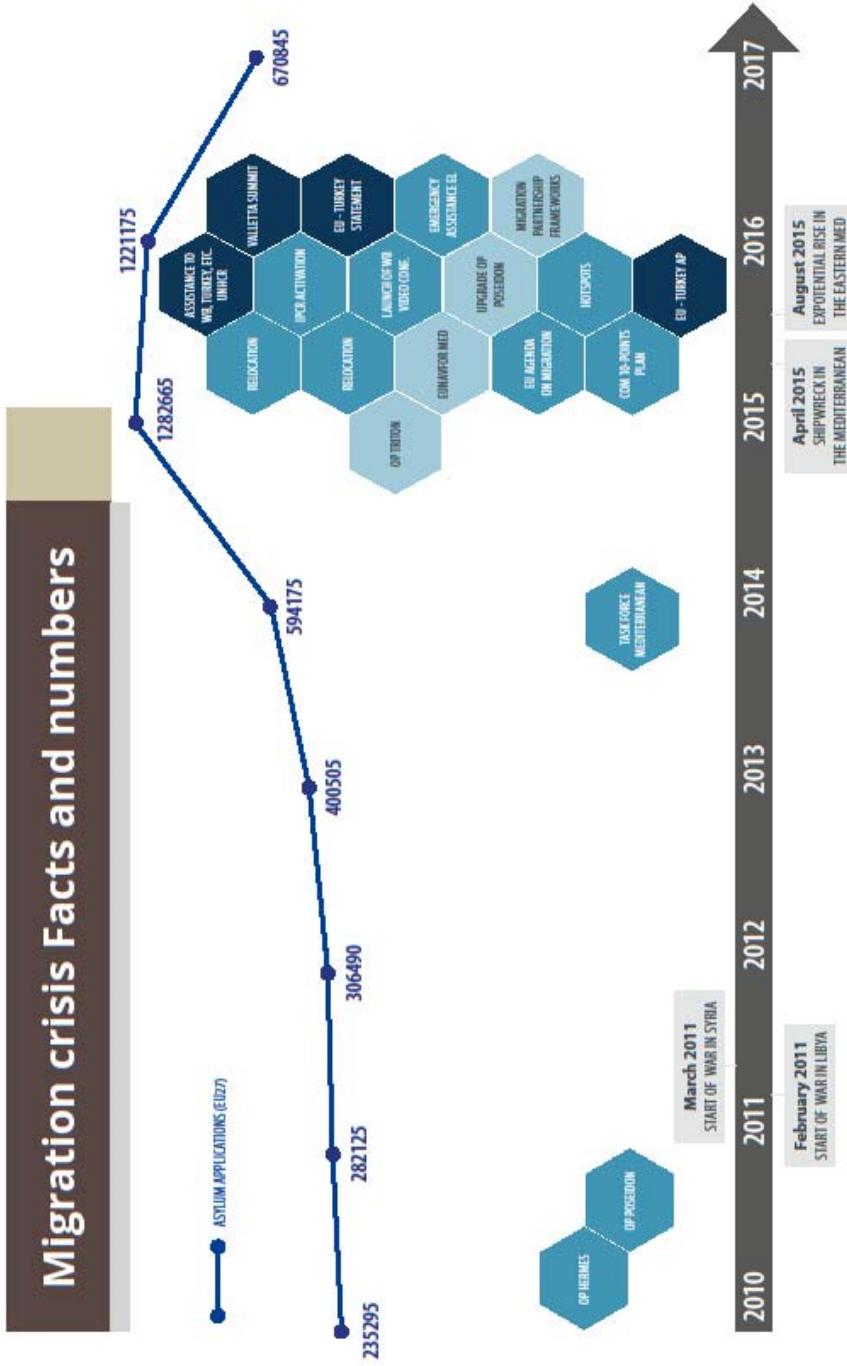 Migration crisis Facts and numbers
ASYLUM APPLICATIONS (EU27)
235295
282125
306490
400505
594175
1282665
1221175
670845
OP HERMES
OP POSEIDON
TASK FORCE
MEDITERRANEAN
OP TRITON
RELOCATION
RELOCATION
EUNAVFOR MED
EU AGENDA
ON MIGRATION
COM 10-POINTS
PLAN
ASSISTANCE TO
WB, TURKEY, ETC.
UNHCR
IPCR ACTIVATION
LAUNCH OF WB
VIDEO CONF.
UPGRADE OP
POSEIDON
HOTSPOTS
EU - TURKEY AP
VALLETTA SUMMIT
EU - TURKEY
STATEMENT
EMERGENCY
ASSISTANCE EL
MIGRATION
PARTNERSHIP
FRAMEWORKS
March 2011
START OF WAR IN SYRIA
2010
2011
2012
2013
2014
2015
2016
2017
February 2011
START OF WAR IN LIBYA
April 2015
SHIPWRECK IN
THE MEDITERRANEAN
August 2015
EXPOTENTIAL RISE IN
THE EASTERN MED